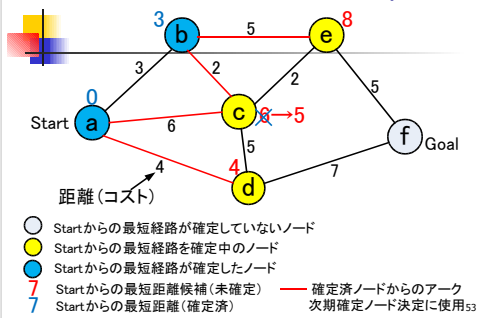 3
8
b
5
e
3
2
2
5
0
Start
a
6
c
6→5
f
Goal
5
4
4
d
7
距離(コスト)
Startからの最短経路が確定していないノード
Startからの最短経路を確定中のノード
Startからの最短経路が確定したノード
7 Startからの最短距離候補(未確定)
確定済ノードからのアーク
7 Startからの最短距離(確定済)
次期確定ノード決定に使用53